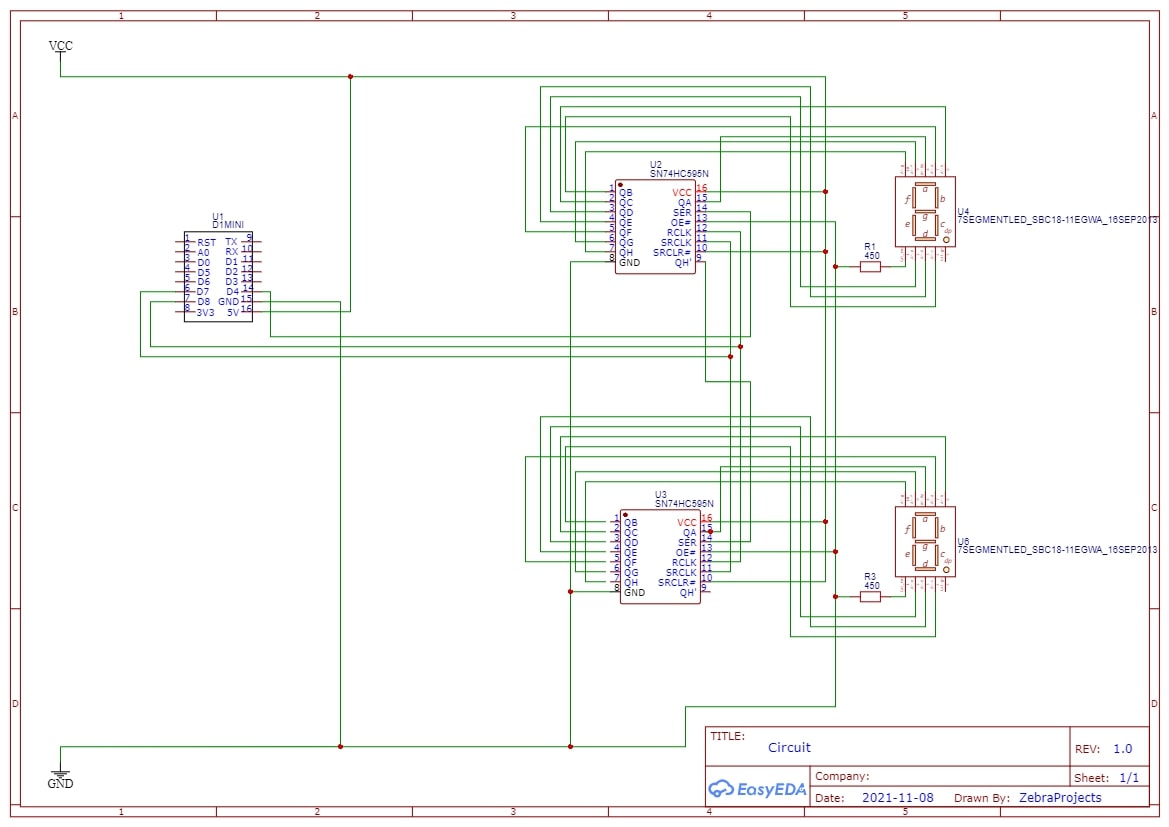 1 2 3 4 5
A A
B B
C C
D D
VCC
U1
D1MINI
1 RST TX 9
2 A0 RX 10
3 D0 D1 11
4 D5 D2 12
5 D6 D3 13
6 D7 D4 14
7 D8 GND 15
8 3V3 5V 16
U2
SN74HC595N
1 QB VCC 16
2 QC QA 15
3 QD SER 14
4 QE OE# 13
5 QF RCLK 12
6 QG SRCLK 11
7 QH SRCLR# 10
8 GND QH' 9
a
f b
g
e c
d dp
U4
7SEGMENTLED_SBC18-11EGWA_16SEP2013
R1
450
U3
SN74HC595N
1 QB VCC 16
2 QC QA 15
3 QD SER 14
4 QE OE# 13
5 QF RCLK 12
6 QG SRCLK 11
7 QH SRCLR# 10
8 GND QH' 9
a
f b
g
e c
d dp
U6
7SEGMENTLED_SBC18-11EGWA_16SEP2013
R3
450
GND
TITLE:
Circuit
REV: 1.0
EasyEDA
Company:
Sheet: 1/1
Date: 2021-11-08 Drawn By: ZebraProjects
1 2 3 4 5